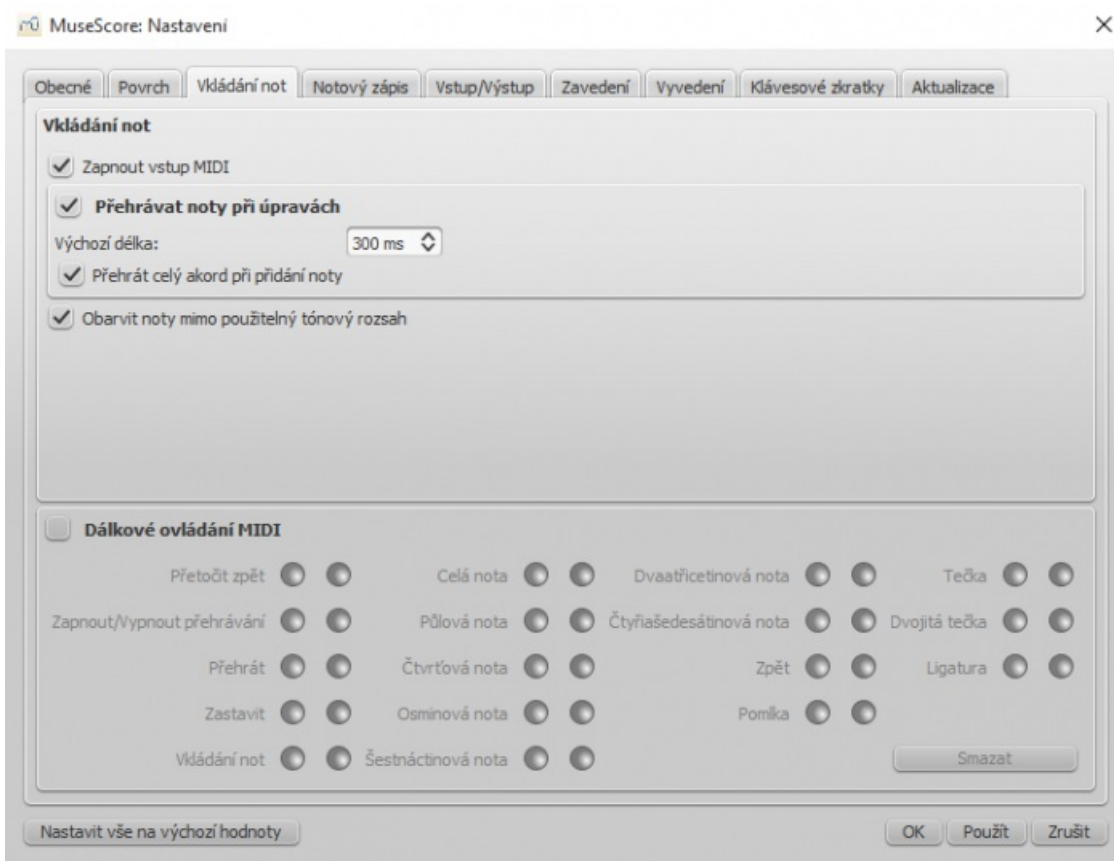 MuseScore: Nastavení
Obecné Povrch Vkládání not Notový zápis Vstup/Výstup Zavedení Vyvedení Klávesové zkratky Aktualizace
Vkládání not
Zapnout vstup MIDI
Přehrávat noty při úpravách
Výchozí délka: 300 ms
Přehrát celý akord při přidání noty
Obarvit noty mimo použitelný tónový rozsah
Dálkové ovládání MIDI
Přetočit zpět Celá nota Dvaatřicetinová nota Tečka
Zapnout/Vypnout přehrávání Půlová nota Čtyřiašedesátinová nota Dvojitá tečka
Přehrát Čtvrťová nota Zpět Ligatura
Zastavit Osminová nota Pomlka
Vkládání not Šestnáctinová nota Smazat
Nastavit vše na výchozí hodnoty OK Použít Zrušit